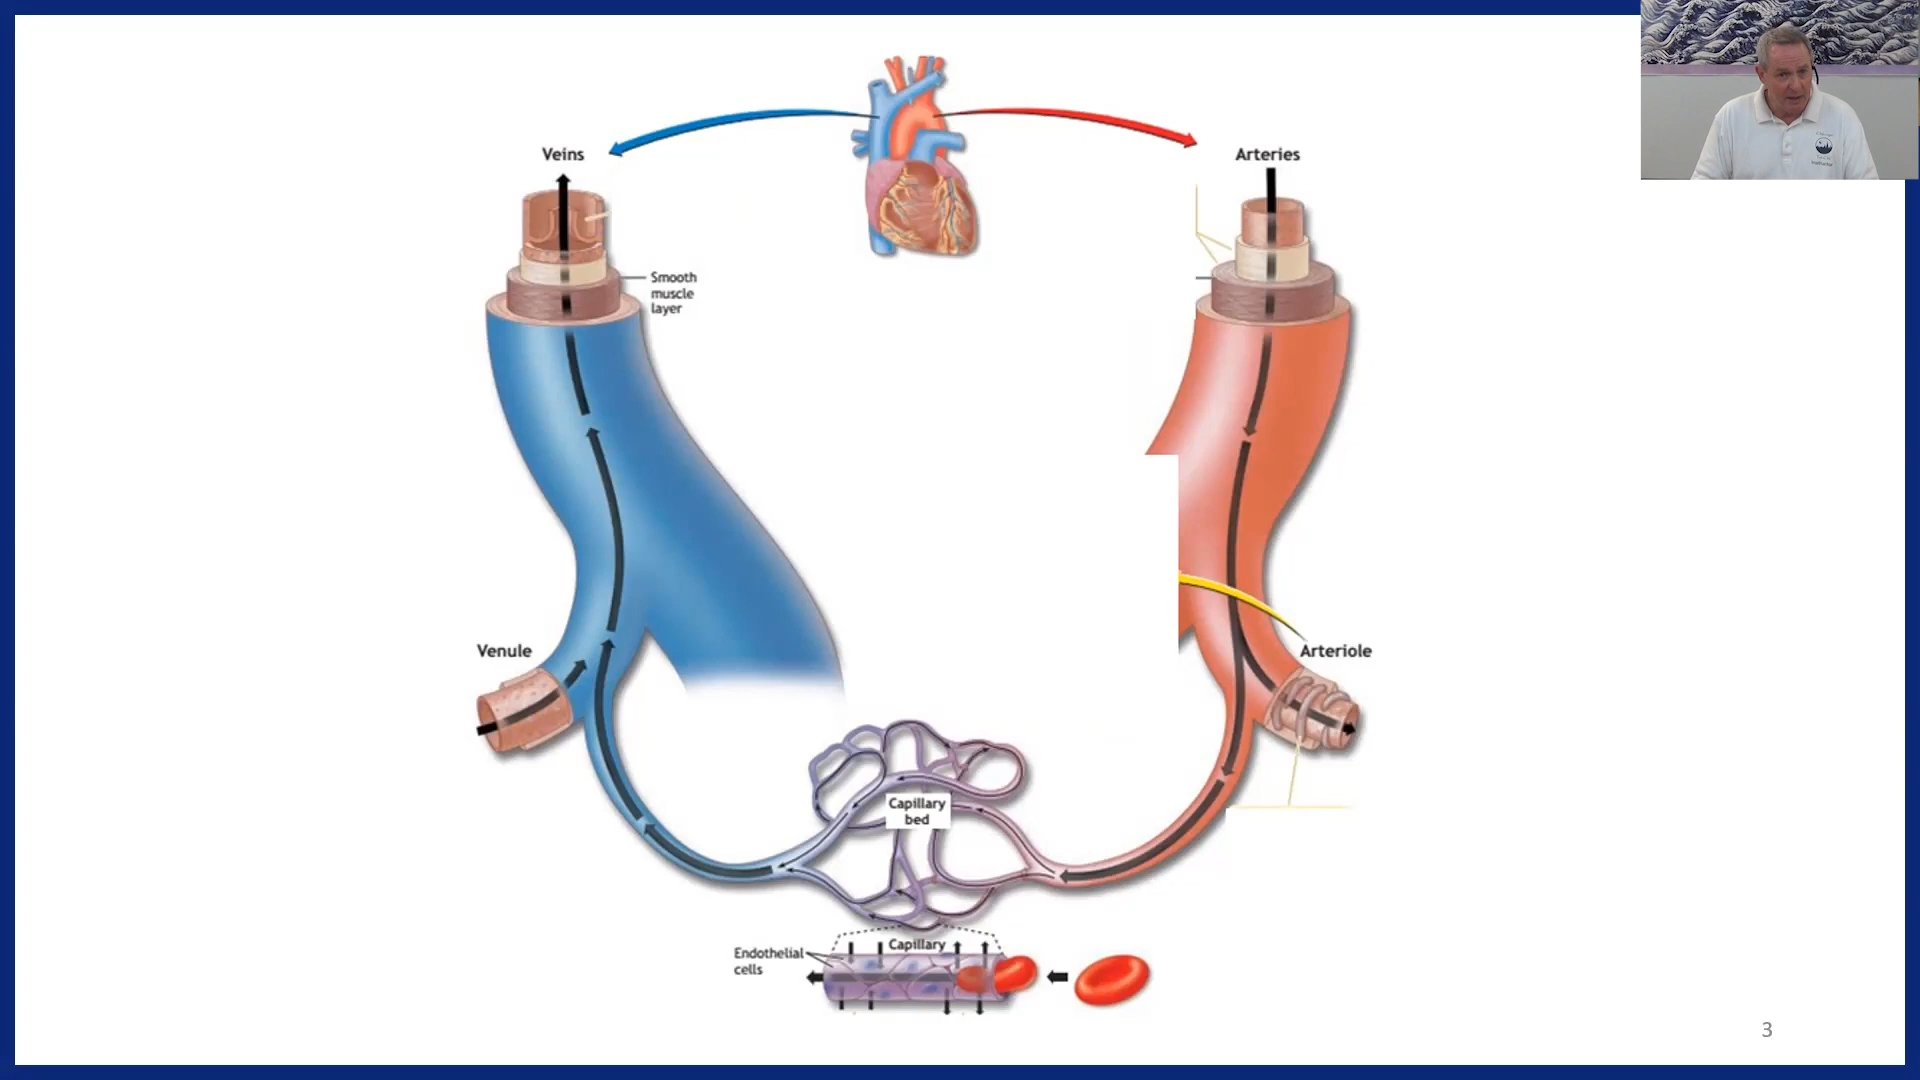 Veins
Arteries
Smooth
muscle
layer
Venule
Arteriole
Capillary
bed
Endothelial
cells
Capillary
3